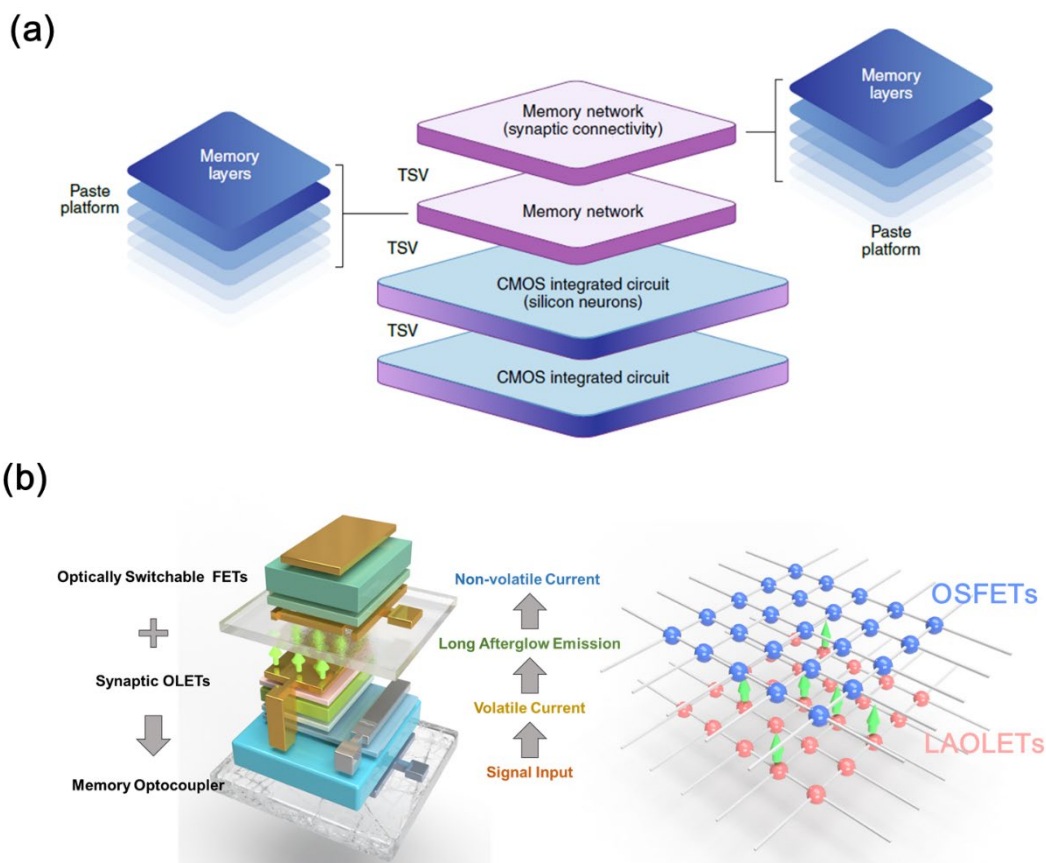 (a)
Memory
layers
Paste
platform
TSV
TSV
TSV
Memory network
(synaptic connectivity)
Memory network
CMOS integrated circuit
(silicon neurons)
CMOS integrated circuit
Memory
layers
Paste
platform
(b)
Optically Switchable FETs
Synaptic OLETs
Memory Optocoupler
Non-volatile Current
Long Afterglow Emission
Volatile Current
Signal Input
OSFETs
LAOLETs